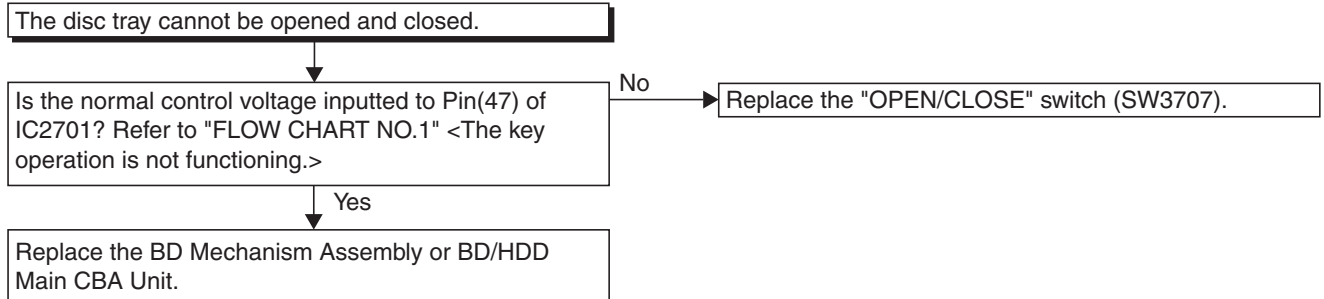 The disc tray cannot be opened and closed.
Is the normal control voltage inputted to Pin(47) of
IC2701? Refer to "FLOW CHART NO.1" <The key
operation is not functioning.>
No
Replace the "OPEN/CLOSE" switch (SW3707).
Yes
Replace the BD Mechanism Assembly or BD/HDD
Main CBA Unit.